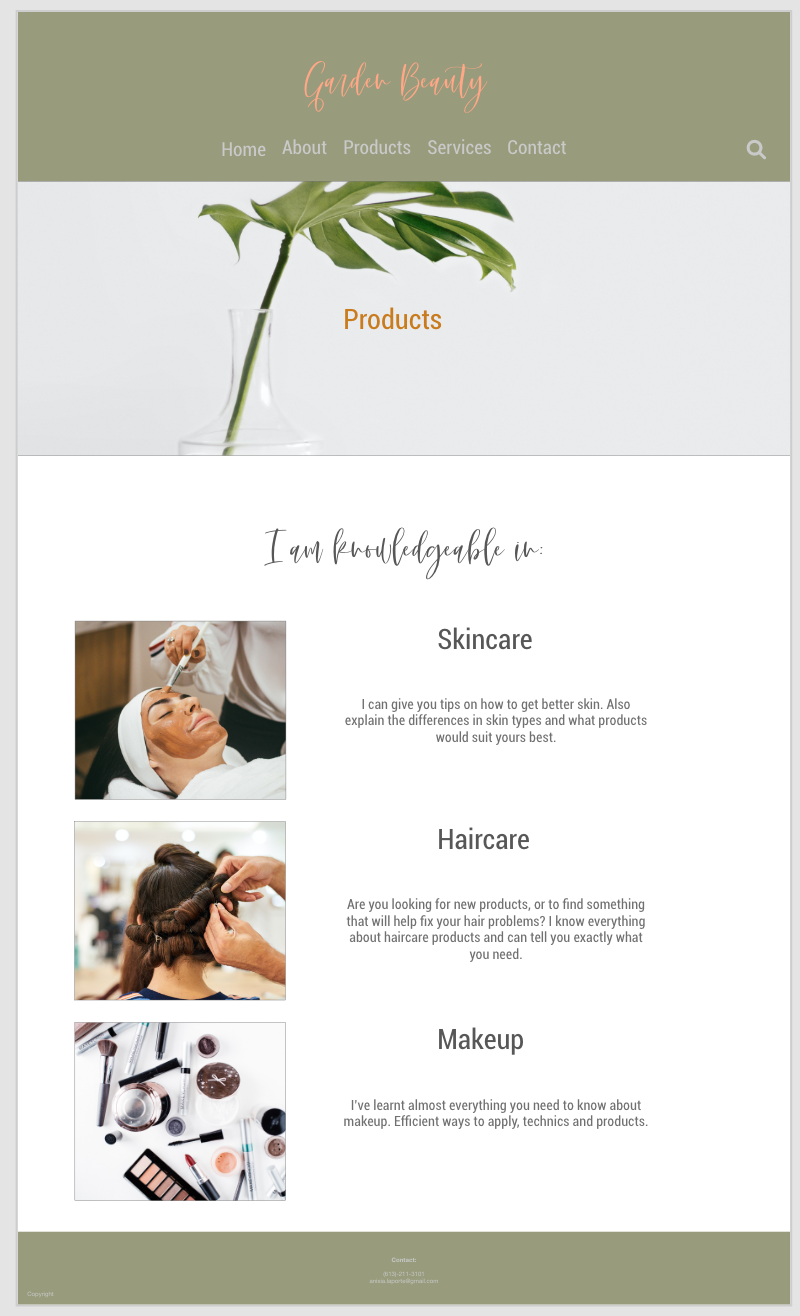 Garden Beauty
Home About Products Services Contact
Products
I am knowledgeable in:
Skincare
I can give you tips on how to get better skin. Also
explain the differences in skin types and what products
would suit yours best.
Haircare
Are you looking for new products, or to find something
that will help fix your hair problems? I know everything
about haircare products and can tell you exactly what
you need.
Makeup
I've learnt almost everything you need to know about
makeup. Efficient ways to apply, technics and products.
Contact:
Copyright